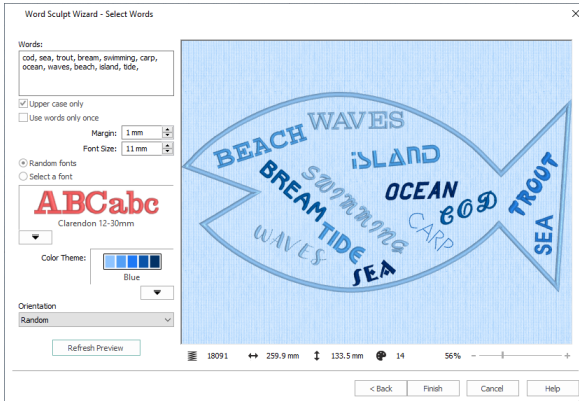 Word Sculpt Wizard - Select Words
Words:
cod, sea, trout, bream, swimming, carp,
ocean, waves, beach, island, tide,
Upper case only
Use words only once
Margin: 1 mm
Font Size: 11 mm
Random fonts
Select a font
ABCabc
Clarendon 12-30mm
Color Theme:
Blue
Orientation
Random
Refresh Preview
WAVES
BEACH
iSLAND
SWIMMING
BREAM
OCEAN
COD
TROUT
TIDE
CARP
WAVES
SEA
SEA
18091 259.9 mm 133.5 mm 14 56% - +
< Back Finish Cancel Help